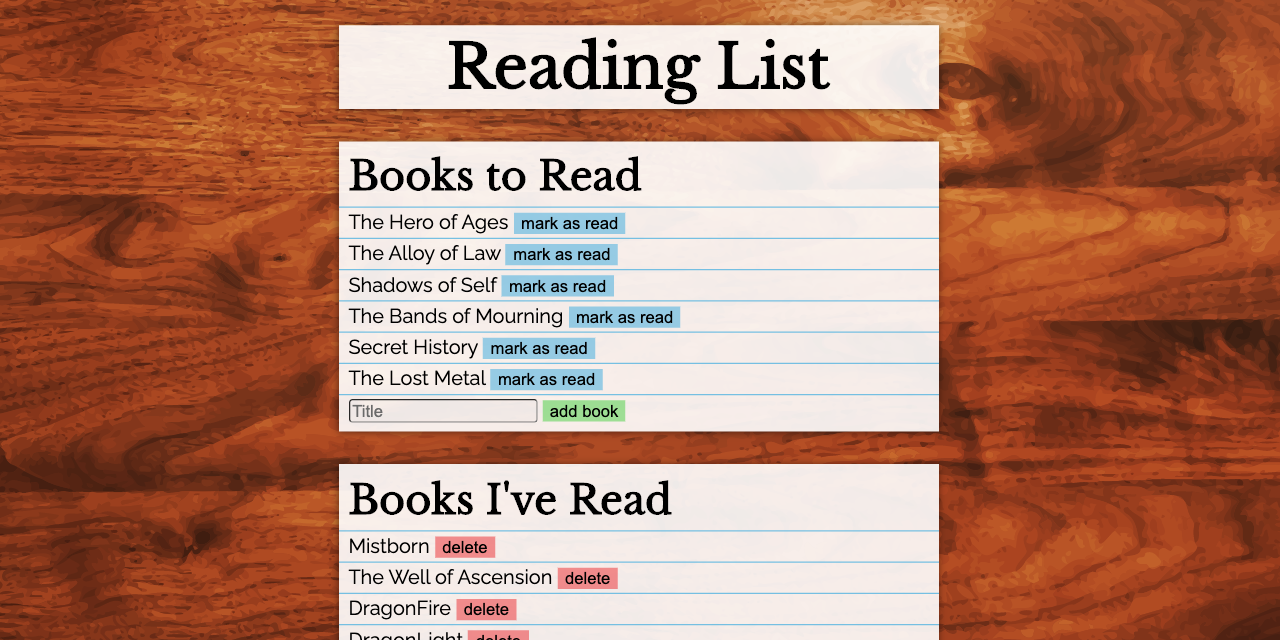 Reading List
Books to Read
The Hero of Ages mark as read
The Alloy of Law mark as read
Shadows of Self mark as read
The Bands of Mourning mark as read
Secret History mark as read
The Lost Metal mark as read
Title add book
Books I've Read
Mistborn delete
The Well of Ascension delete
DragonFire delete
DragonLight delete